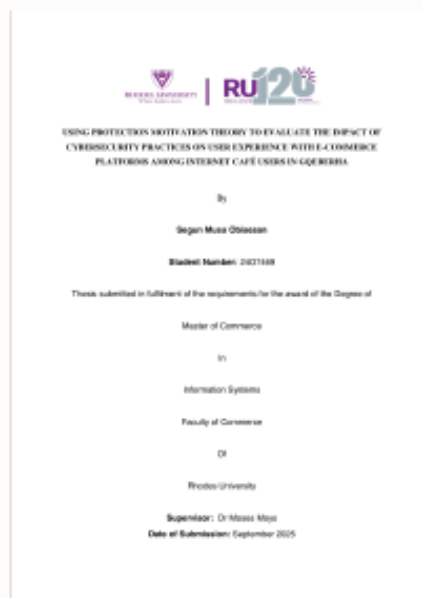 RHODES UNIVERSITY
RU120
USING PROTECTION MOTIVATION THEORY TO EVALUATE THE IMPACT OF
CYBERSECURITY PRACTICES ON USER EXPERIENCE WITH E-COMMERCE
PLATFORMS AMONG INTERNET CAFÉ USERS IN GQEBERHA
By
Segun Musa Obiasson
Student Number:
Thesis submitted in fulfilment of the requirements for the award of the Degree of
Master of Commerce
In
Information Systems
Faculty of Commerce
Of
Rhodes University
Supervisor: Dr Moses Moyo
Date of Submission: September 2025